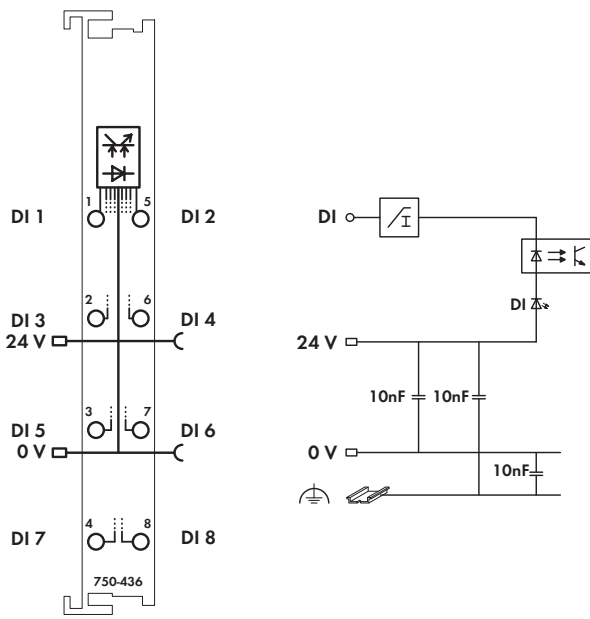 1 5
DI 1 DI 2
2 6
DI 3 DI 4
24 V
3 7
DI 5 DI 6
0 V
4 8
DI 7 DI 8
750-436
DI I
DI
24 V
10nF 10nF
0 V
10nF